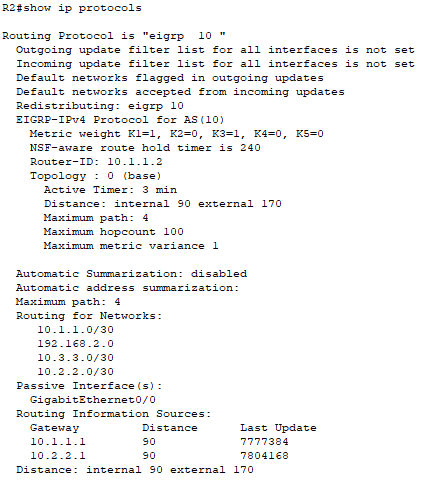 R2#show ip protocols
Routing Protocol is "eigrp  10 "
Outgoing update filter list for all interfaces is not set
Incoming update filter list for all interfaces is not set
Default networks flagged in outgoing updates
Default networks accepted from incoming updates
Redistributing: eigrp 10
EIGRP-IPv4 Protocol for AS(10)
Metric weight K1=1, K2=0, K3=1, K4=0, K5=0
NSF-aware route hold timer is 240
Router-ID: 10.1.1.2
Topology : 0 (base)
Active Timer: 3 min
Distance: internal 90 external 170
Maximum path: 4
Maximum hopcount 100
Maximum metric variance 1
Automatic Summarization: disabled
Automatic address summarization:
Maximum path: 4
Routing for Networks:
10.1.1.0/30
192.168.2.0
10.3.3.0/30
10.2.2.0/30
Passive Interface(s):
GigabitEthernet0/0
Routing Information Sources:
Gateway Distance Last Update
10.1.1.1 90 7777384
10.2.2.1 90 7804168
Distance: internal 90 external 170